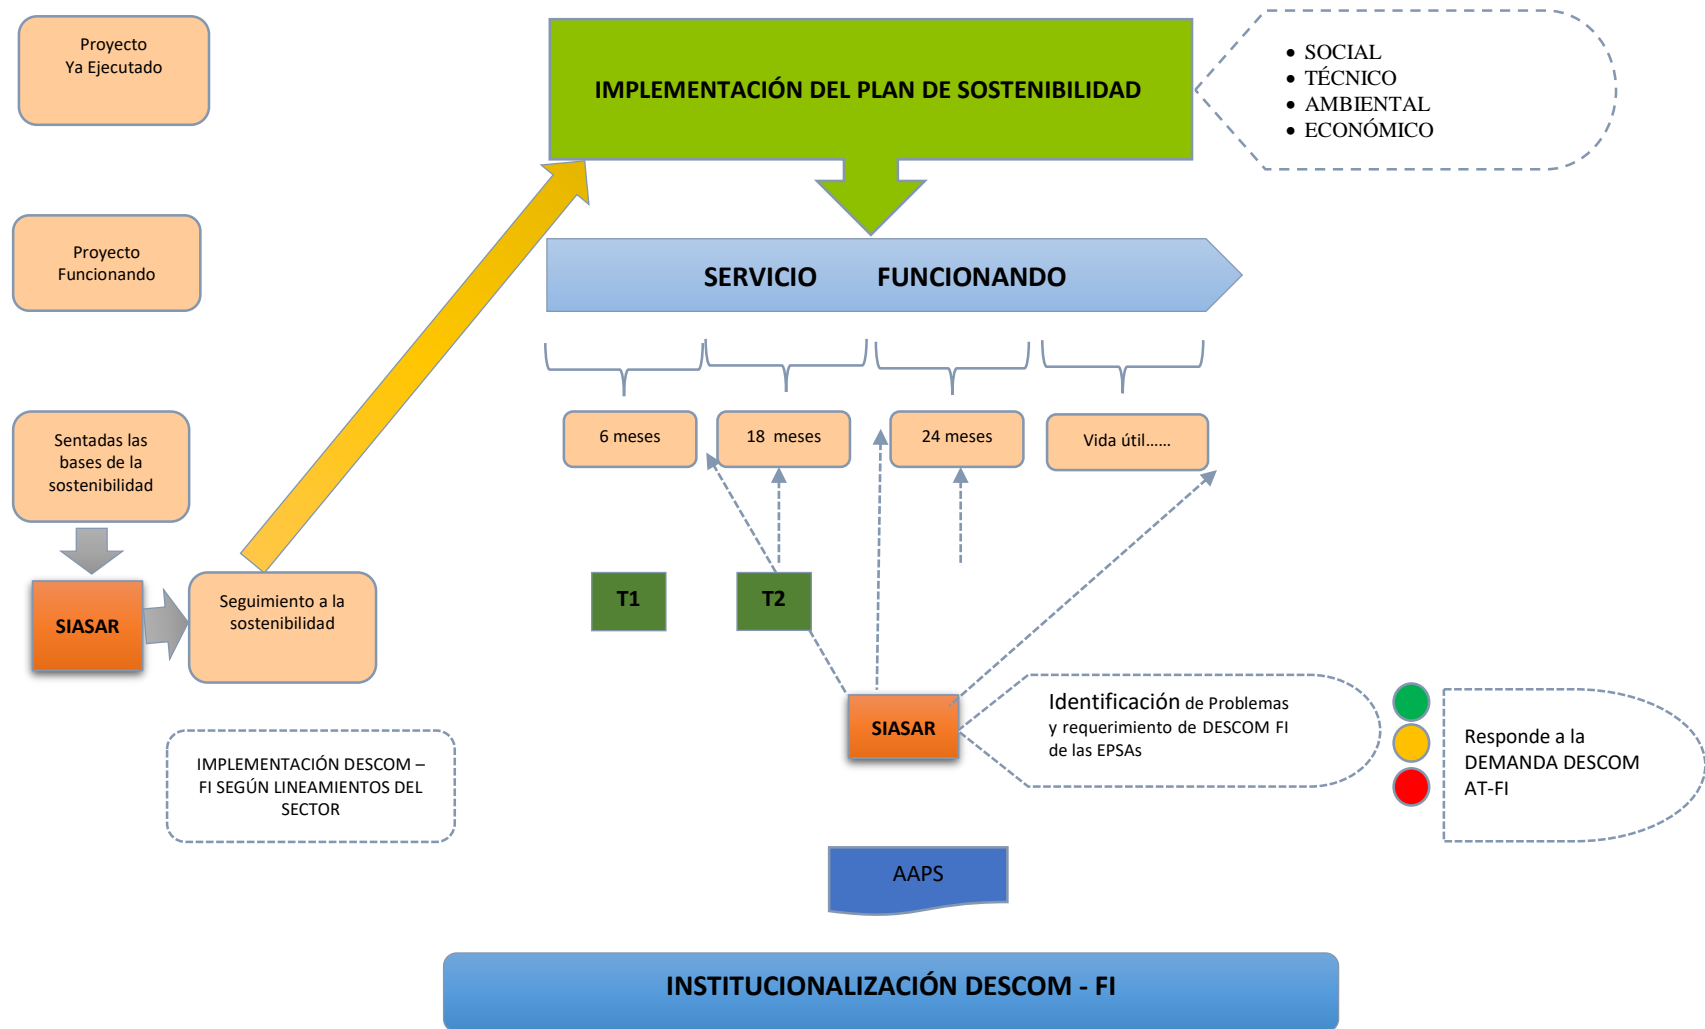 Proyecto
Ya Ejecutado
IMPLEMENTACIÓN DEL PLAN DE SOSTENIBILIDAD
• SOCIAL
• TÉCNICO
• AMBIENTAL
• ECONÓMICO
Proyecto
Funcionando
SERVICIO FUNCIONANDO
6 meses
18 meses
24 meses
Vida útil......
Sentadas las
bases de la
sostenibilidad
SIASAR
Seguimiento a la
sostenibilidad
T1
T2
SIASAR
Identificación de Problemas
y requerimiento de DESCOM FI
de las EPSAs
Responde a la
DEMANDA DESCOM
AT-FI
IMPLEMENTACIÓN DESCOM –
FI SEGÚN LINEAMIENTOS DEL
SECTOR
AAPS
INSTITUCIONALIZACIÓN DESCOM - FI